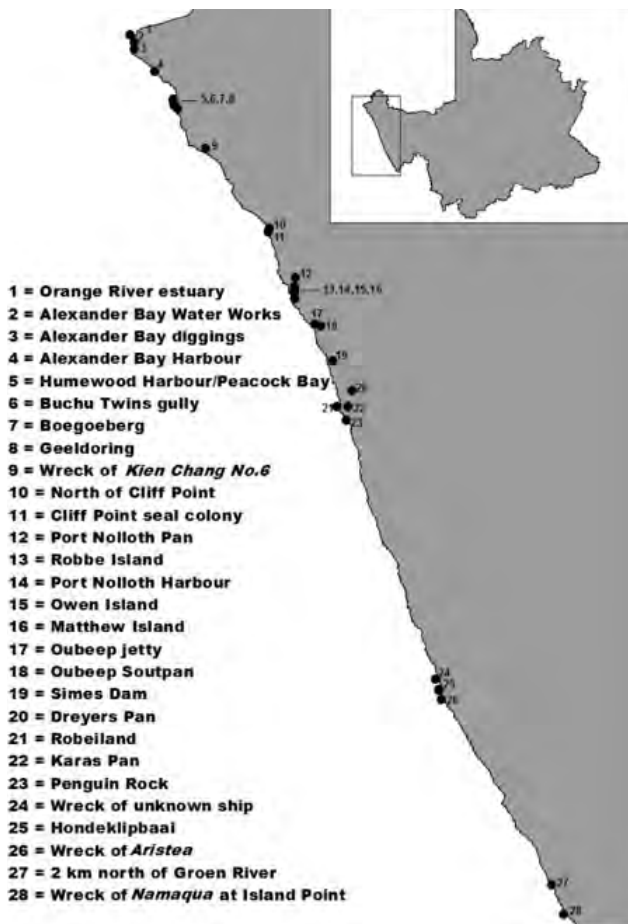 1
2
3
4
5,6,7,8
9
10
11
12
13,14,15,16
17
18
19
20
21
22
23
24
25
26
27
28
1 = Orange River estuary
2 = Alexander Bay Water Works
3 = Alexander Bay diggings
4 = Alexander Bay Harbour
5 = Humewood Harbour/Peacock Bay
6 = Buchu Twins gully
7 = Boegoeberg
8 = Geeldoring
9 = Wreck of Kien Chang No.6
10 = North of Cliff Point
11 = Cliff Point seal colony
12 = Port Nolloth Pan
13 = Robbe Island
14 = Port Nolloth Harbour
15 = Owen Island
16 = Matthew Island
17 = Oubeep jetty
18 = Oubeep Soutpan
19 = Simes Dam
20 = Dreyers Pan
21 = Robeiland
22 = Karas Pan
23 = Penguin Rock
24 = Wreck of unknown ship
25 = Hondeklipbaai
26 = Wreck of Aristea
27 = 2 km north of Groen River
28 = Wreck of Namaqua at Island Point